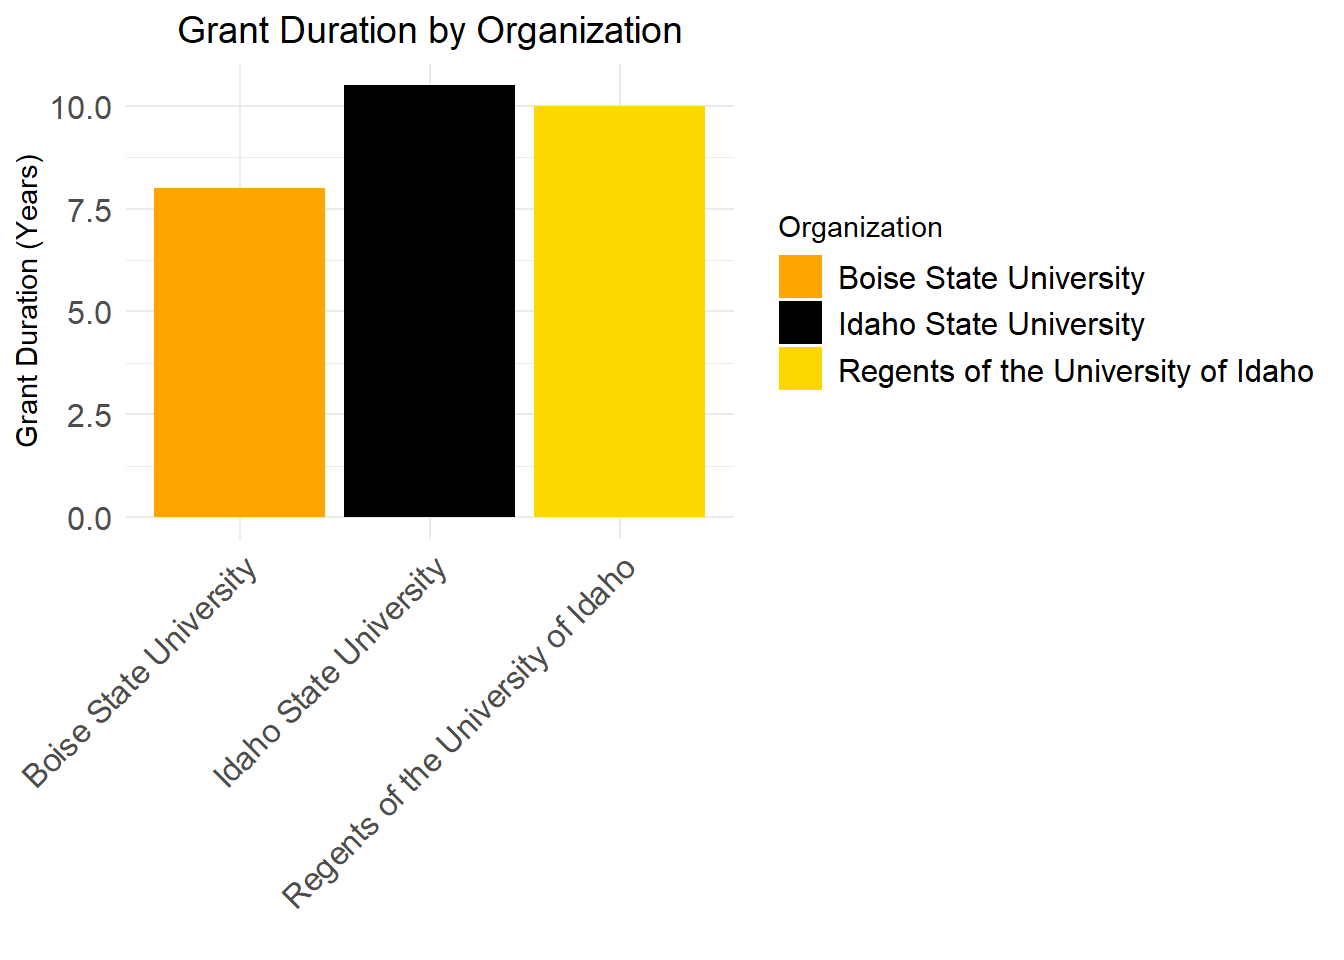 Grant Duration by Organization
Grant Duration (Years)
10.0
7.5
5.0
2.5
0.0
Boise State University
Idaho State University
Regents of the University of Idaho
Organization
Boise State University
Idaho State University
Regents of the University of Idaho